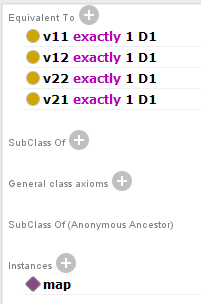 Equivalent To
v11 exactly 1 D1
v12 exactly 1 D1
v22 exactly 1 D1
v21 exactly 1 D1
SubClass Of
General class axioms
SubClass Of (Anonymous Ancestor)
Instances
map